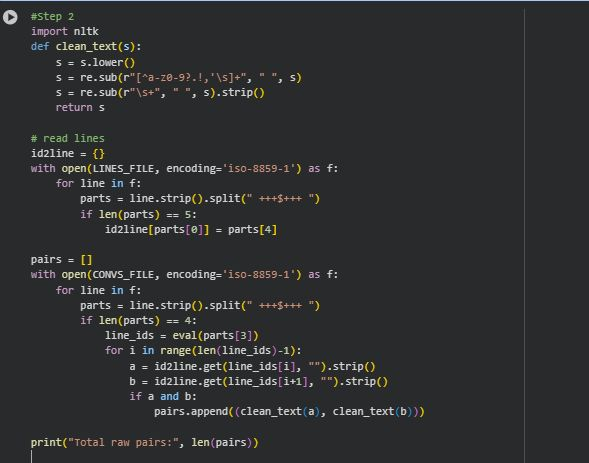 #Step 2
import nltk
def clean_text(s):
    s = s.lower()
    s = re.sub(r"[^a-z0-9?.!,'\s]+", " ", s)
    s = re.sub(r"\s+", " ", s).strip()
    return s

# read lines
id2line = {}
with open(LINES_FILE, encoding='iso-8859-1') as f:
    for line in f:
        parts = line.strip().split(" +++$+++ ")
        if len(parts) == 5:
            id2line[parts[0]] = parts[4]

pairs = []
with open(CONVS_FILE, encoding='iso-8859-1') as f:
    for line in f:
        parts = line.strip().split(" +++$+++ ")
        if len(parts) == 4:
            line_ids = eval(parts[3])
            for i in range(len(line_ids)-1):
                a = id2line.get(line_ids[i], "").strip()
                b = id2line.get(line_ids[i+1], "").strip()
                if a and b:
                    pairs.append((clean_text(a), clean_text(b)))

print("Total raw pairs:", len(pairs))